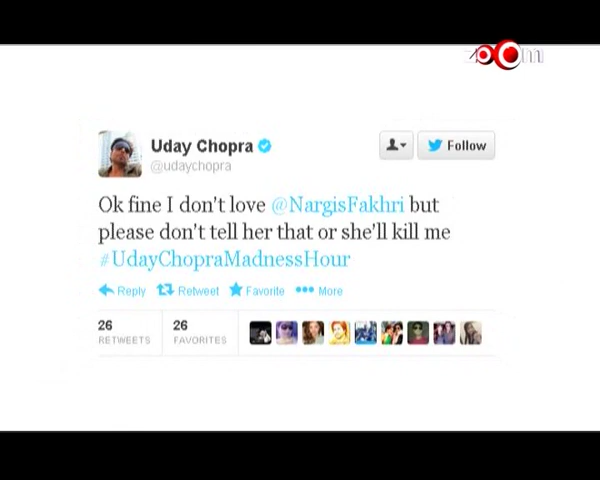 zoom
Uday Chopra
@udaychopra
Follow
Ok fine I don't love @NargisFakhri but
please don't tell her that or she'll kill me
#UdayChopraMadnessHour
Reply Retweet Favorite More
26 26
RETWEETS FAVORITES